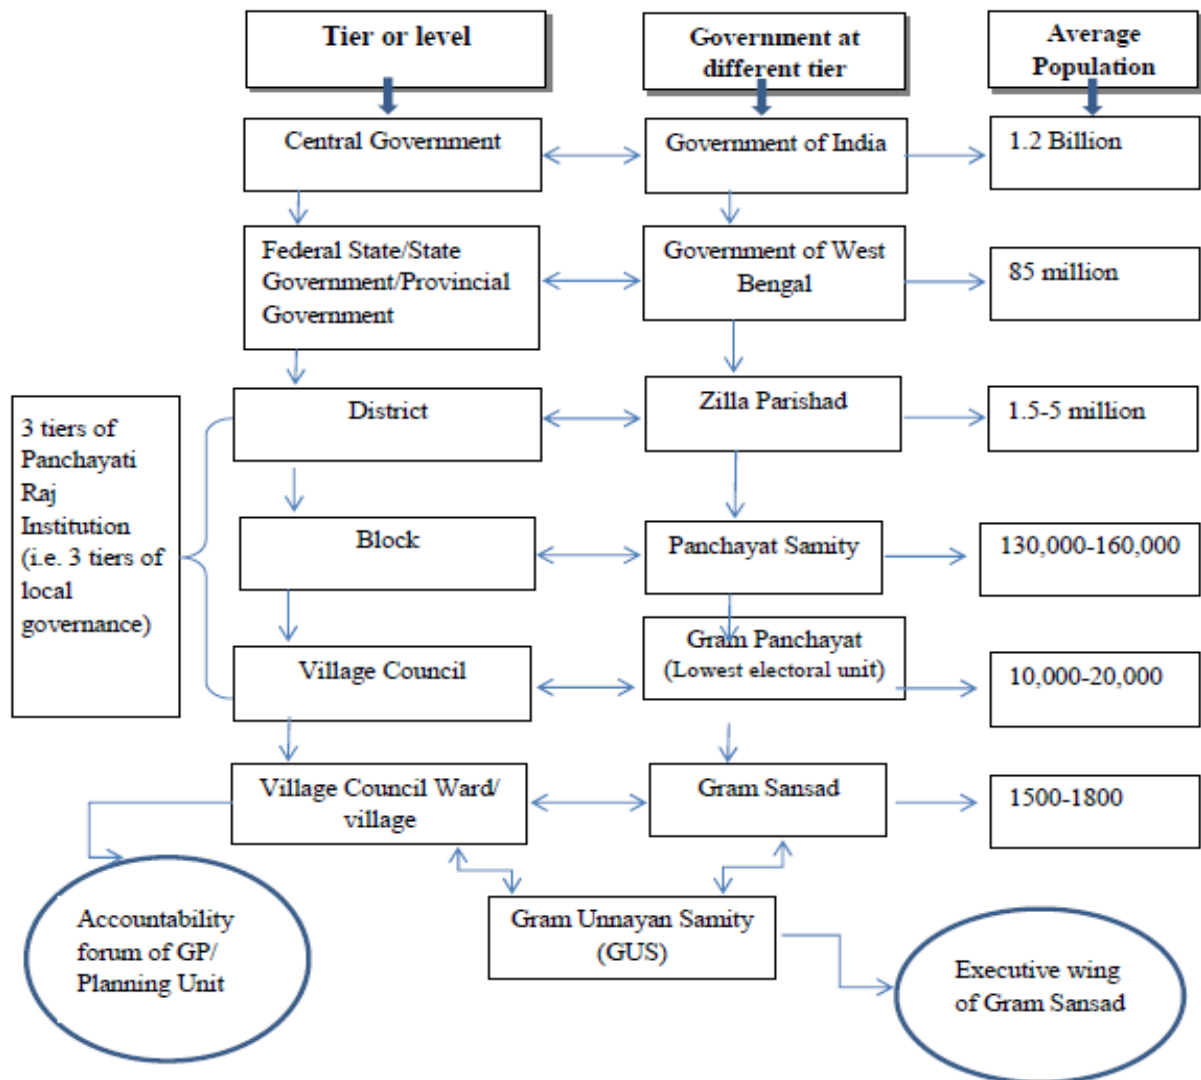 Tier or level
Government at
different tier
Average
Population
Central Government
Government of India
1.2 Billion
Federal State/State
Government/Provincial
Government
Government of West
Bengal
85 million
3 tiers of
Panchayati
Raj
Institution
(i.e. 3 tiers of
local
governance)
District
Zilla Parishad
1.5-5 million
Block
Panchayat Samity
130,000-160,000
Village Council
Gram Panchayat
(Lowest electoral unit)
10,000-20,000
Village Council Ward/
village
Gram Sansad
1500-1800
Accountability
forum of GP/
Planning Unit
Gram Unnayan Samity
(GUS)
Executive wing
of Gram Sansad